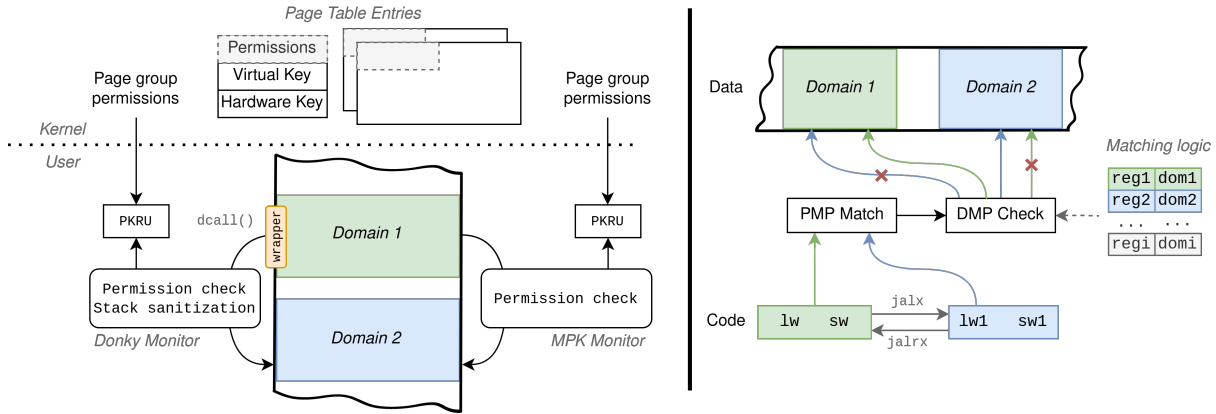 Page Table Entries
Permissions
Virtual Key
Hardware Key
Page group
permissions
Page group
permissions
Kernel
User
PKRU
dcall()
wrapper
Domain 1
PKRU
Permission check
Stack sanitization
Permission check
Donky Monitor
Domain 2
MPK Monitor
Data
Domain 1
Domain 2
Matching logic
reg1 dom1
reg2 dom2
... ...
regi domi
PMP Match
DMP Check
Code
lw sw
jalx
jalrx
lw1 sw1